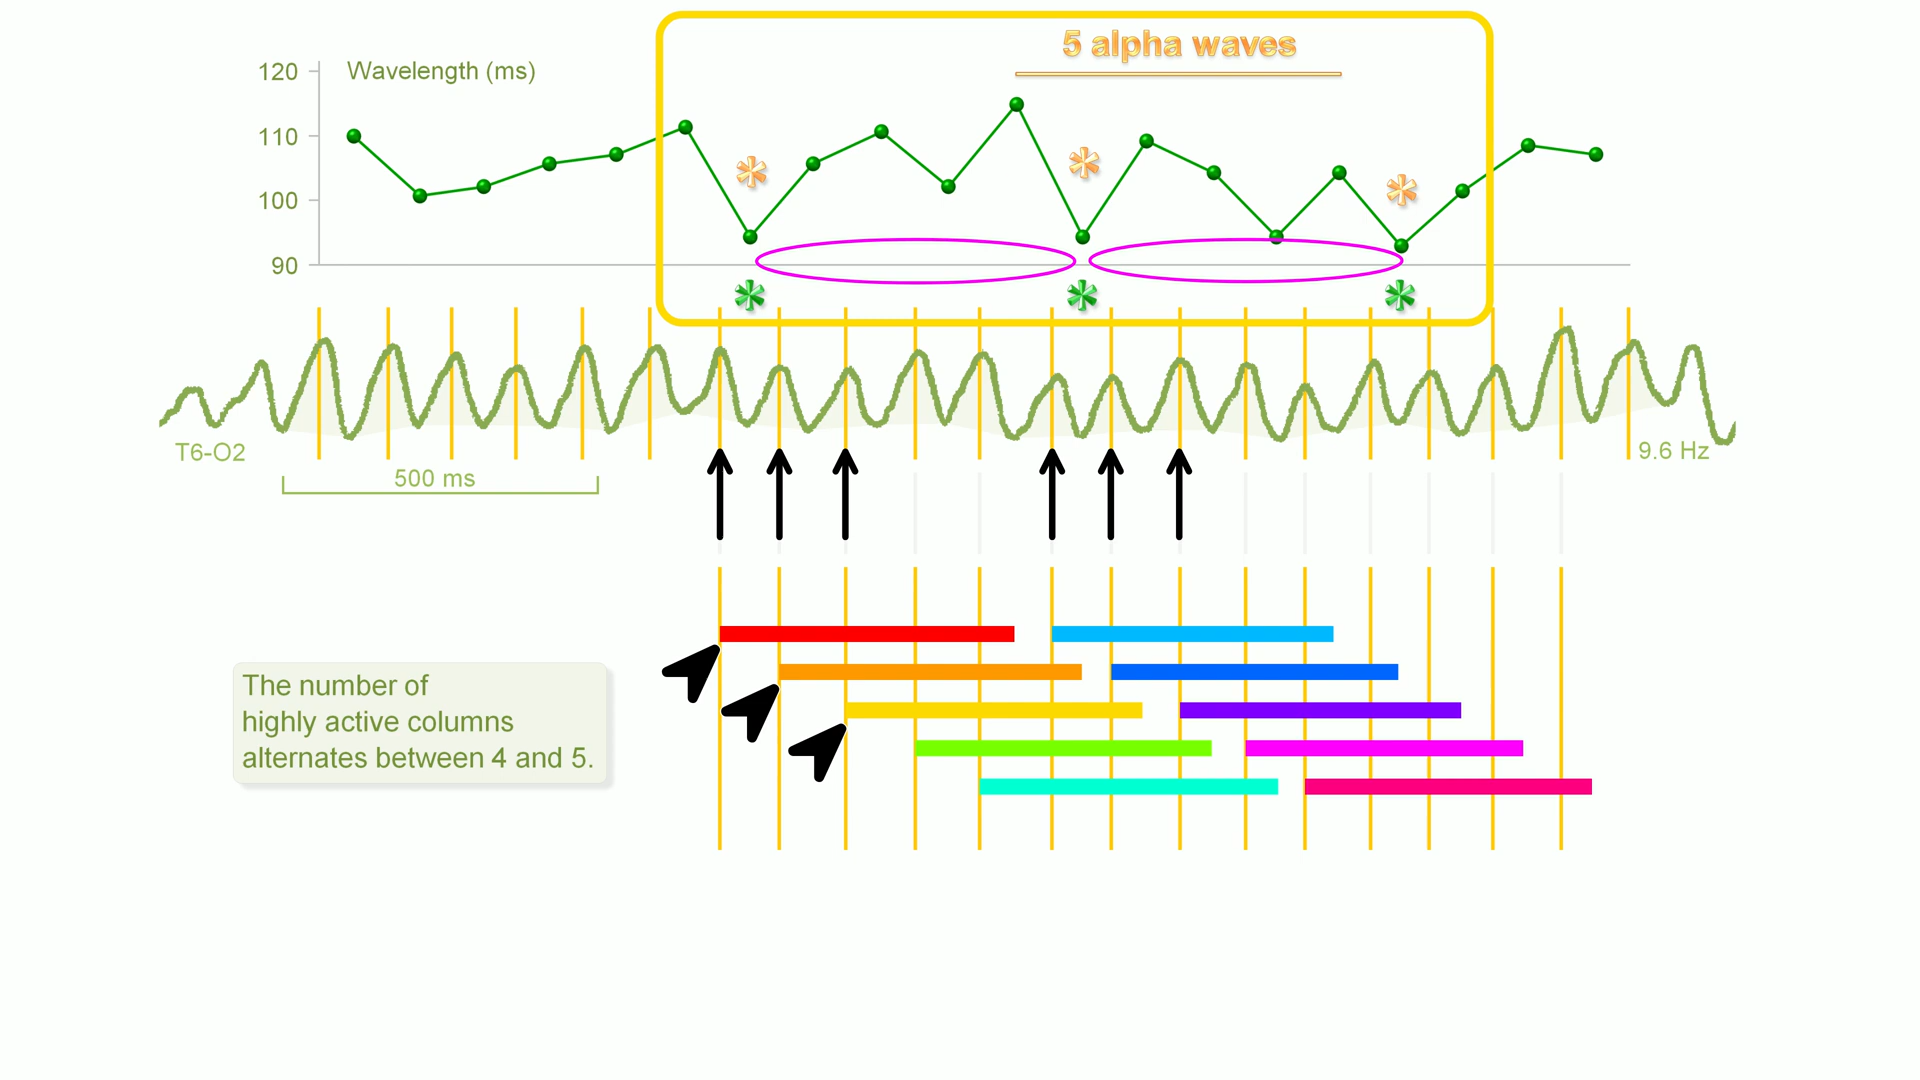 5 alpha waves
Wavelength (ms)
120
110
100
90
T6-O2
9.6 Hz
500 ms
The number of
highly active columns
alternates between 4 and 5.